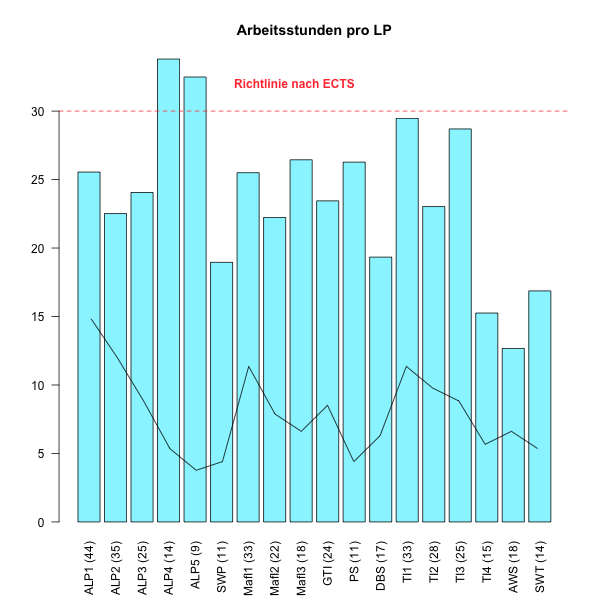 Arbeitsstunden pro LP
Richtlinie nach ECTS
30
25
20
15
10
5
0
ALP1 (44)
ALP2 (35)
ALP3 (25)
ALP4 (14)
ALP5 (9)
SWP (11)
MafI1 (33)
MafI2 (22)
MafI3 (18)
GTI (24)
PS (11)
DBS (17)
TI1 (33)
TI2 (28)
TI3 (25)
TI4 (15)
AWS (18)
SWT (14)